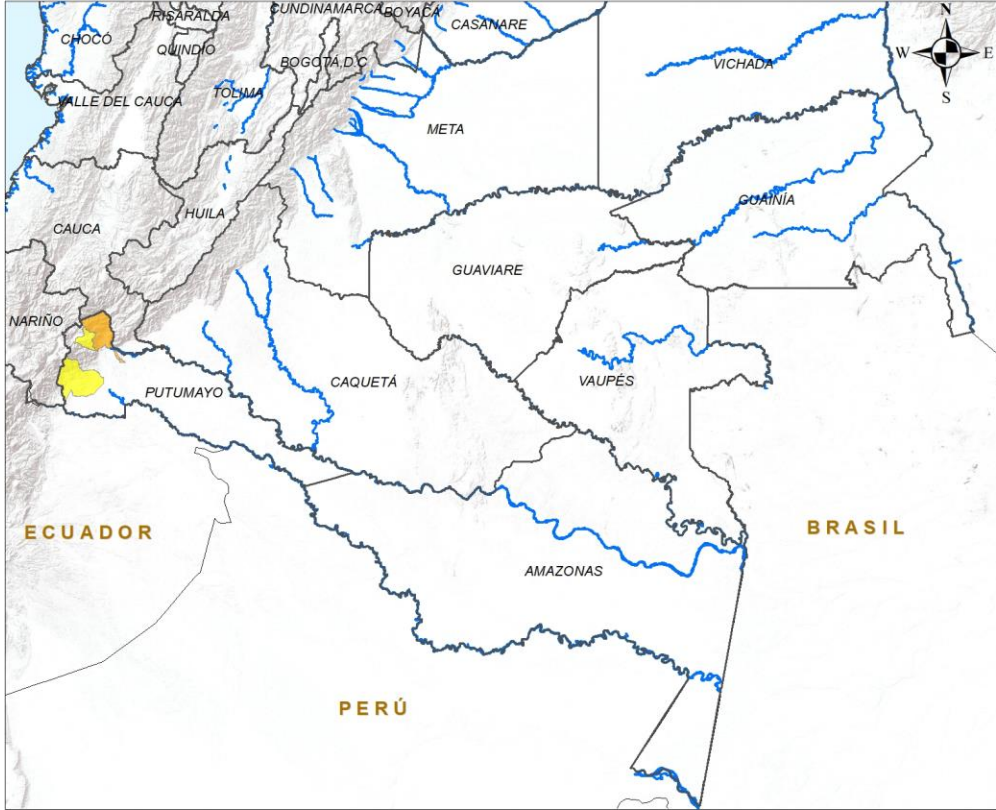 CUNDINAMARCA
BOYACÁ
RISARALDA
CASANARE
N
CHOCÓ
QUINDÍO
W
E
BOGOTÁ, D.C
VICHADA
TOLIMA
S
VALLE DEL CAUCA
META
HUILA
GUAINÍA
CAUCA
GUAVIARE
NARIÑO
CAQUETÁ
VAUPÉS
PUTUMAYO
ECUADOR
BRASIL
AMAZONAS
PERÚ